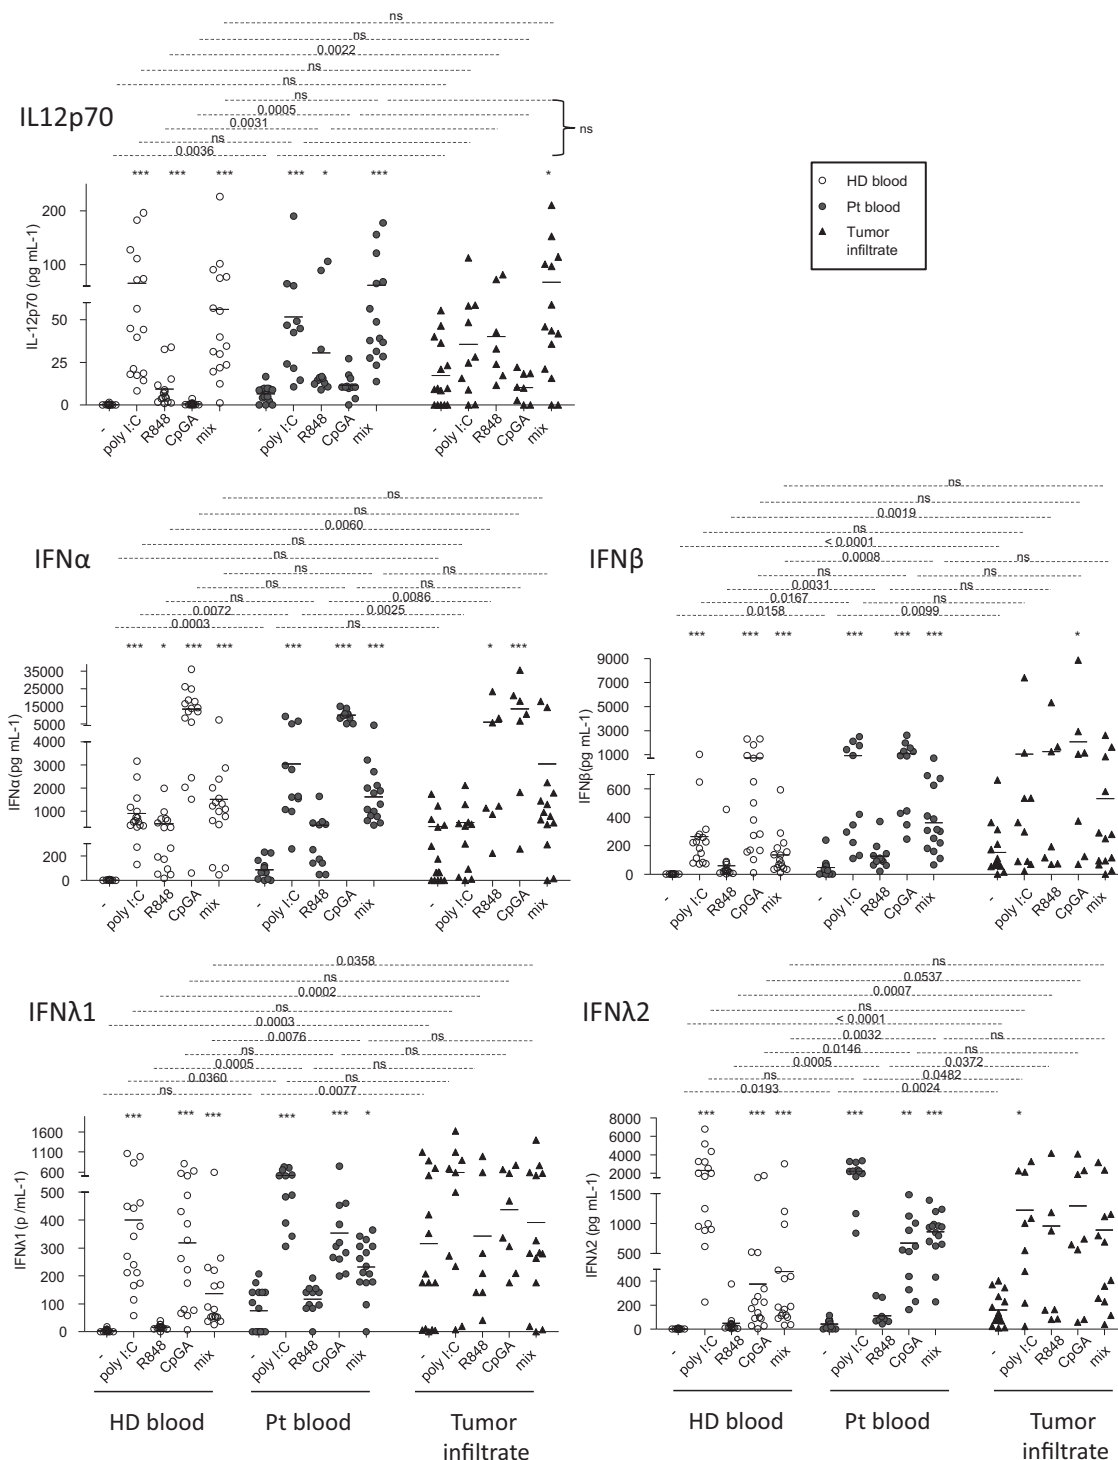 ns
ns
0.0022
ns
ns
ns
0.0005
0.0031
ns
0.0036
ns
IL12p70
*** *** *** *** * *** *
IL-12p70 (pg mL-1)
200
100
50
25
0
- poly I:C R848 CpGA mix - poly I:C R848 CpGA mix - poly I:C R848 CpGA mix
HD blood
Pt blood
Tumor
infiltrate
IFNα
ns
ns
0.0060
ns
ns
ns ns
ns ns
ns 0.0086
0.0072 0.0025
0.0003 ns
*** * *** *** *** *** *** * ***
IFNα(pg mL-1)
35000
25000
15000
5000
4000
3000
2000
1000
200
0
- poly I:C R848 CpGA mix - poly I:C R848 CpGA mix - poly I:C R848 CpGA mix
IFNβ
ns
ns
0.0019
ns
< 0.0001
0.0008 ns
ns ns
0.0031 ns
0.0167 ns
0.0158 0.0099
*** *** *** *** *** *** *
IFNβ(pg mL-1)
9000
7000
5000
3000
1000
600
400
200
0
- poly I:C R848 CpGA mix - poly I:C R848 CpGA mix - poly I:C R848 CpGA mix
IFNλ1
0.0358
ns
0.0002
ns
0.0003
0.0076 ns
ns ns
0.0005 ns
0.0360 ns
ns 0.0077
*** *** *** *** *** *
IFNλ1 (p /mL-1)
1600
1100
600
500
400
300
200
100
0
- poly I:C R848 CpGA mix - poly I:C R848 CpGA mix - poly I:C R848 CpGA mix
HD blood Pt blood Tumor
infiltrate
IFNλ2
ns
0.0537
0.0007
ns
< 0.0001
0.0032 ns
0.0146 ns
0.0005 0.0372
ns 0.0482
0.0193 0.0024
*** *** *** *** ** *** *
IFNλ2 (pg mL-1)
8000
6000
4000
2000
1500
1000
500
400
200
0
- poly I:C R848 CpGA mix - poly I:C R848 CpGA mix - poly I:C R848 CpGA mix
HD blood Pt blood Tumor
infiltrate